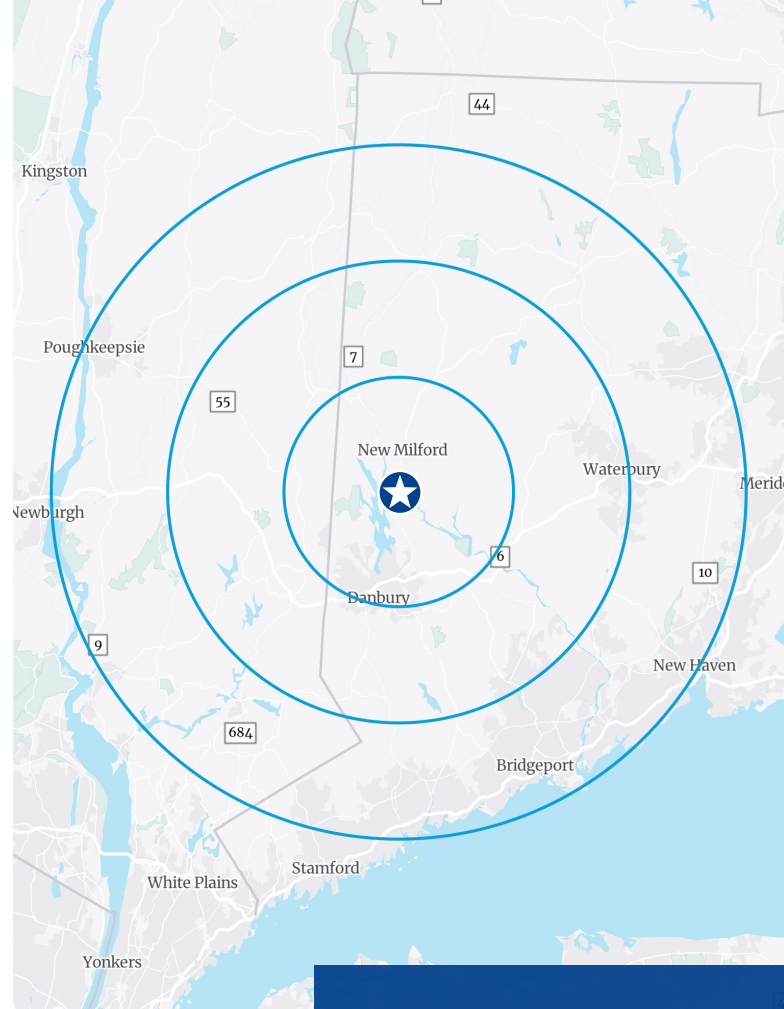 44
Kingston
Poughkeepsie
7
55
New Milford
Waterbury
Meride
Newburgh
6
10
Danbury
9
New Haven
684
Bridgeport
Stamford
White Plains
Yonkers